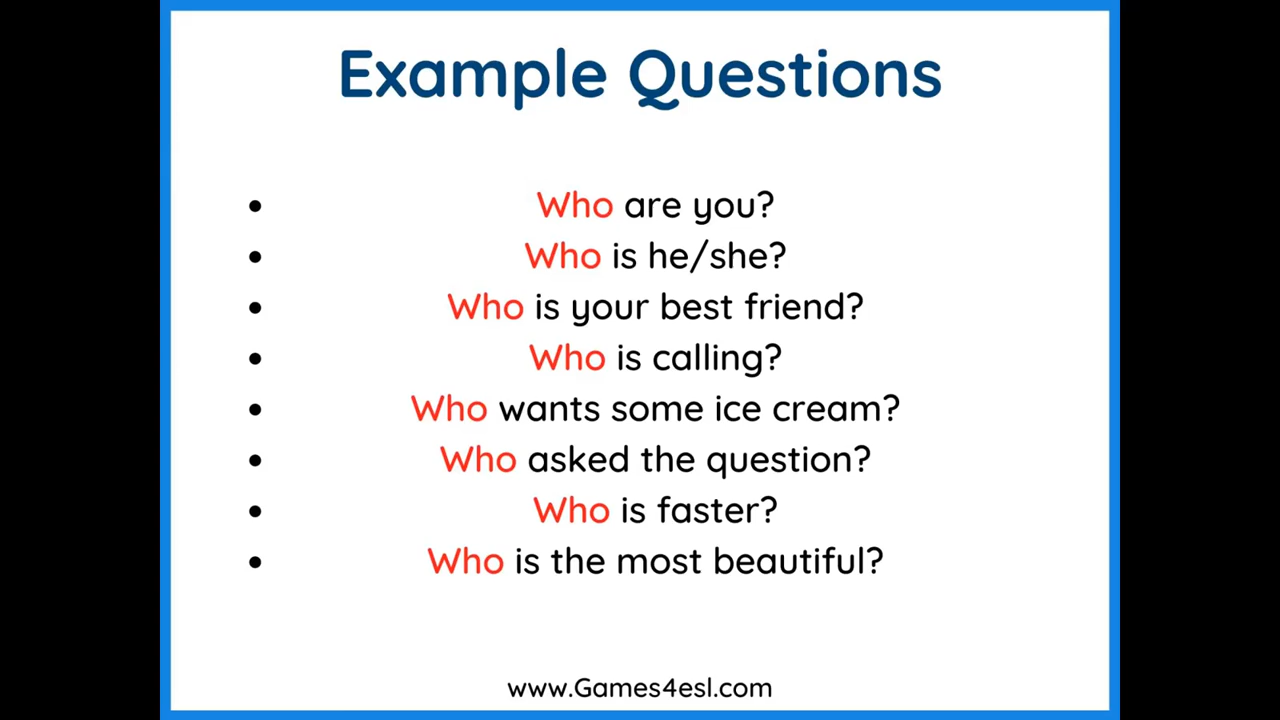 Example Questions
• Who are you?
• Who is he/she?
• Who is your best friend?
• Who is calling?
• Who wants some ice cream?
• Who asked the question?
• Who is faster?
• Who is the most beautiful?
www.Games4esl.com